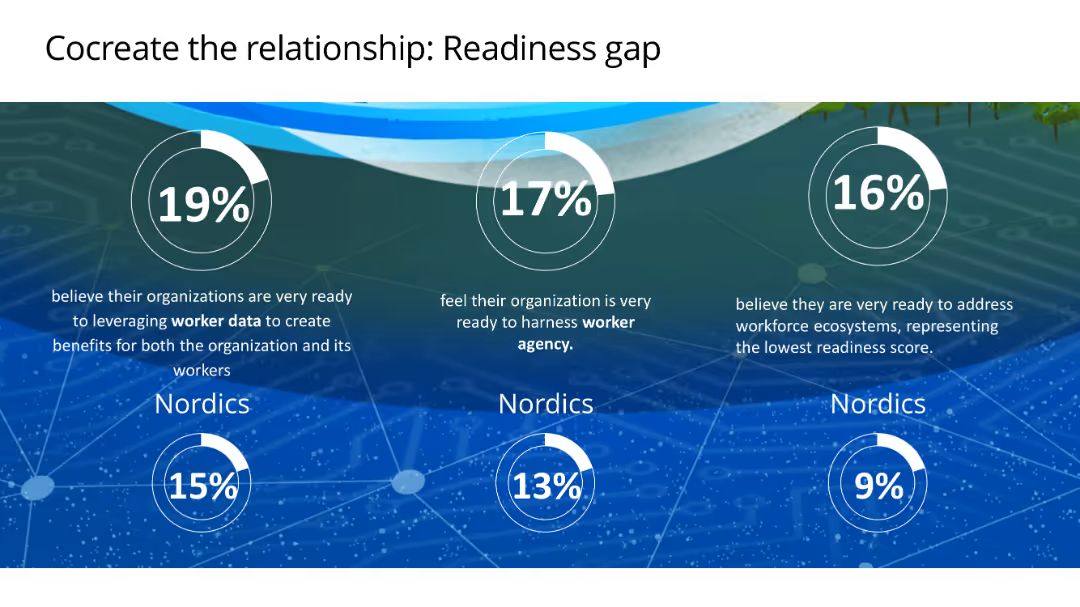 Cocreate the relationship: Readiness gap
19%
believe their organizations are very ready
to leveraging worker data to create
benefits for both the organization and its
workers
Nordics
15%
17%
feel their organization is very
ready to harness worker
agency.
Nordics
13%
16%
believe they are very ready to address
workforce ecosystems, representing
the lowest readiness score.
Nordics
9%